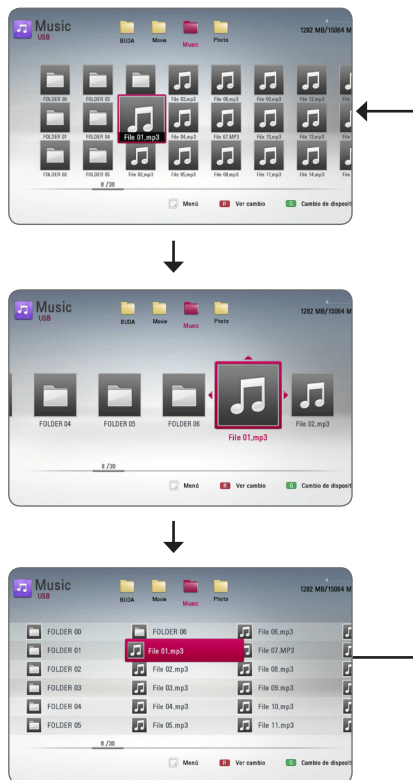 Music
USB
BUDA Movie Music Photo
1282 MB/15064 M
FOLDER 00 FOLDER 03 File 03.mp3 File 06.mp3 File 09.mp3 File 12.mp3 File
File 01.mp3
FOLDER 01 FOLDER 04 File 04.mp3 File 07.MP3 File 10.mp3 File 13.mp3 File
FOLDER 02 FOLDER 05 File 02.mp3 File 05.mp3 File 08.mp3 File 11.mp3 File 14.mp3 File
8 /30
Menú R Ver cambio G Cambio de disposit
Music
USB
BUDA Movie Music Photo
1282 MB/15064 M
FOLDER 04 FOLDER 05 FOLDER 06 File 02.mp3
File 01.mp3
8 /30
Menú R Ver cambio G Cambio de disposit
Music
USB
BUDA Movie Music Photo
1282 MB/15064 M
FOLDER 00 FOLDER 06 File 06.mp3
FOLDER 01 File 01.mp3 File 07.MP3
FOLDER 02 File 02.mp3 File 08.mp3
FOLDER 03 File 03.mp3 File 09.mp3
FOLDER 04 File 04.mp3 File 10.mp3
FOLDER 05 File 05.mp3 File 11.mp3
8 /30
Menú R Ver cambio G Cambio de disposit